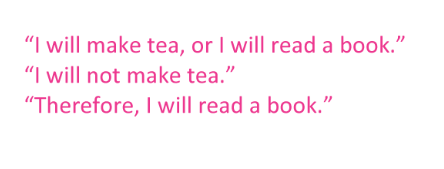 “I will make tea, or I will read a book.”
“I will not make tea.”
“Therefore, I will read a book.”